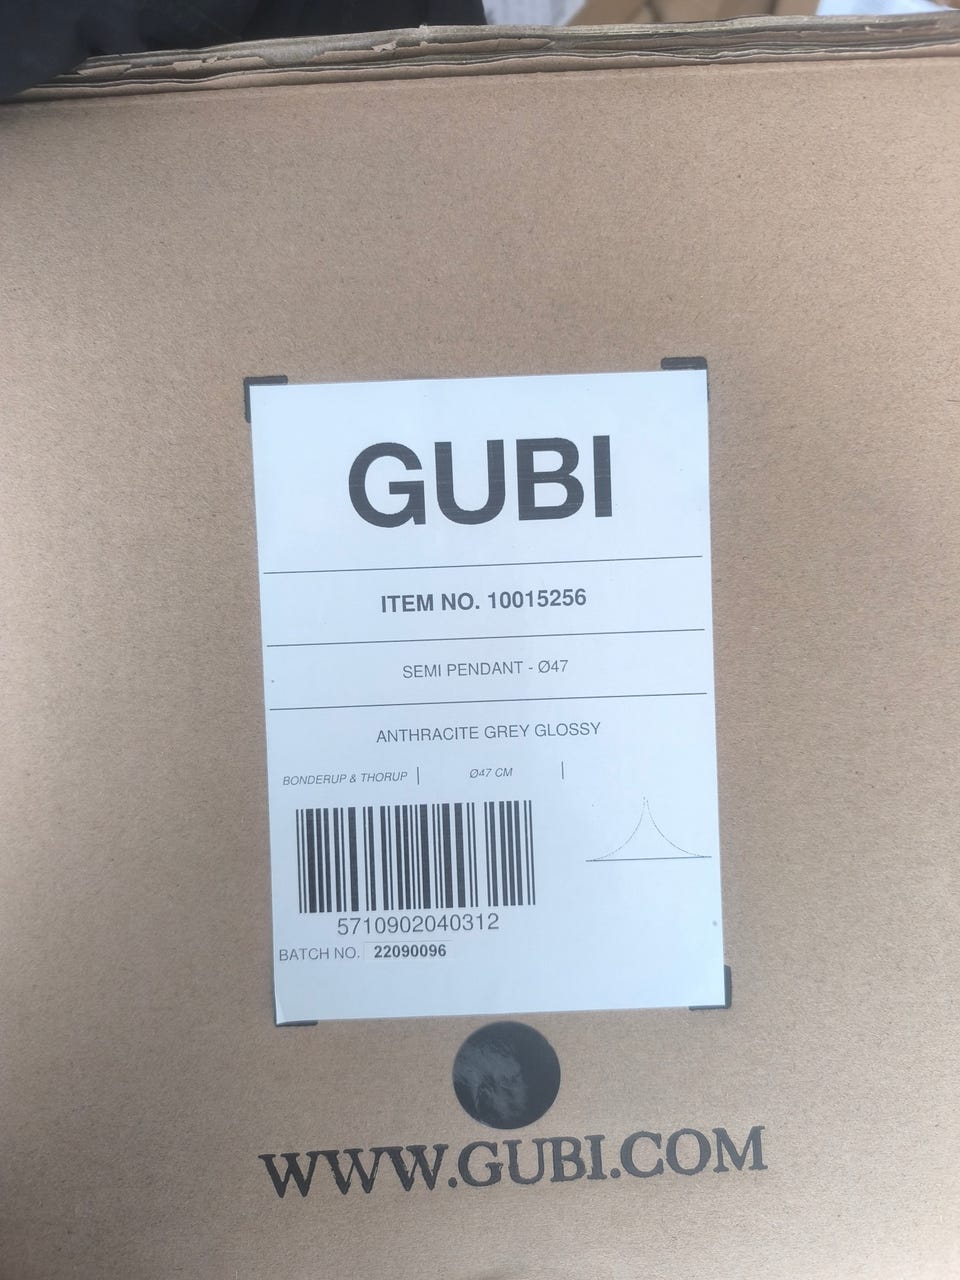 GUBI
ITEM NO. 10015256
SEMI PENDANT - Ø47
ANTHRACITE GREY GLOSSY
BONDERUP & THORUP | Ø47 CM |
5710902040312
BATCH NO. 22090096
WWW.GUBI.COM